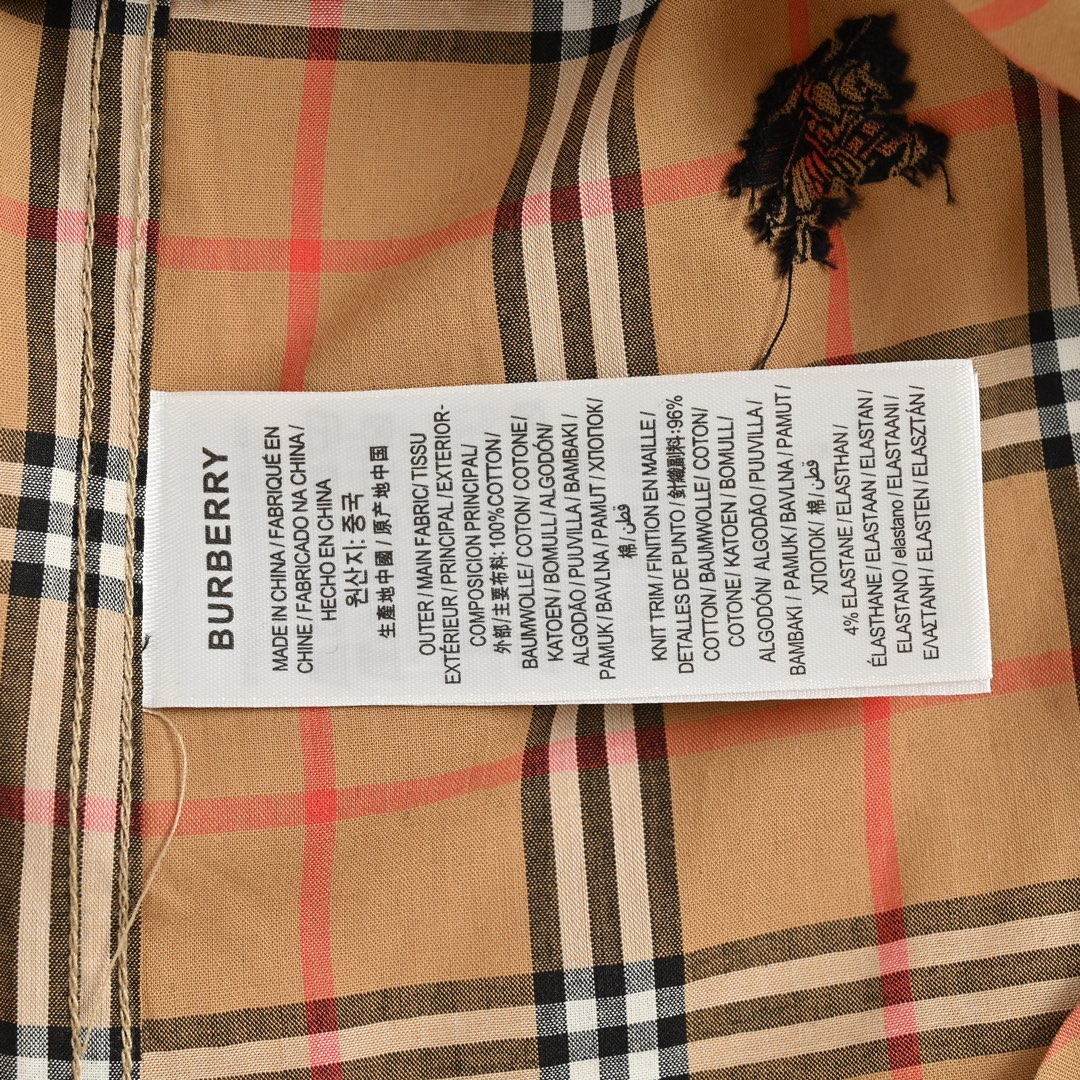 BURBERRY
MADE IN CHINA / FABRIQUÉ EN
CHINE / FABRICADO NA CHINA /
HECHO EN CHINA
원산지: 중국
生產地中國 / 原产地中国
OUTER / MAIN FABRIC / TISSU
EXTÉRIEUR / PRINCIPAL / EXTERIOR-
COMPOSICION PRINCIPAL/
外部/主要布料: 100% COTTON/
BAUMWOLLE/ COTON/ COTONE/
KATOEN/ BOMULL/ ALGODÓN/
ALGODÃO / PUUVILLA / BAMBAKI /
PAMUK/ BAVLNA / PAMUT / ΧΛΟΠΟΚ/
棉/ قطن
KNIT TRIM / FINITION EN MAILLE /
DETALLES DE PUNTO / 針織副料:96%
COTTON/ BAUMWOLLE/ COTON/
COTONE/ KATOEN / BOMULL/
ALGODÓN/ ALGODÃO / PUUVILLA /
BAMBAKI / PAMUK / BAVLNA / PAMUT /
ХЛОПОК/ 棉/ قطن
4% ELASTANE / ELASTHAN /
ÉLASTHANE / ELASTAAN / ELASTAN /
ELASTANO / elastano / ELASTAANI /
ΕΛΑΣΤΑΝΗ / ELASTEN / ELASZTÁN /